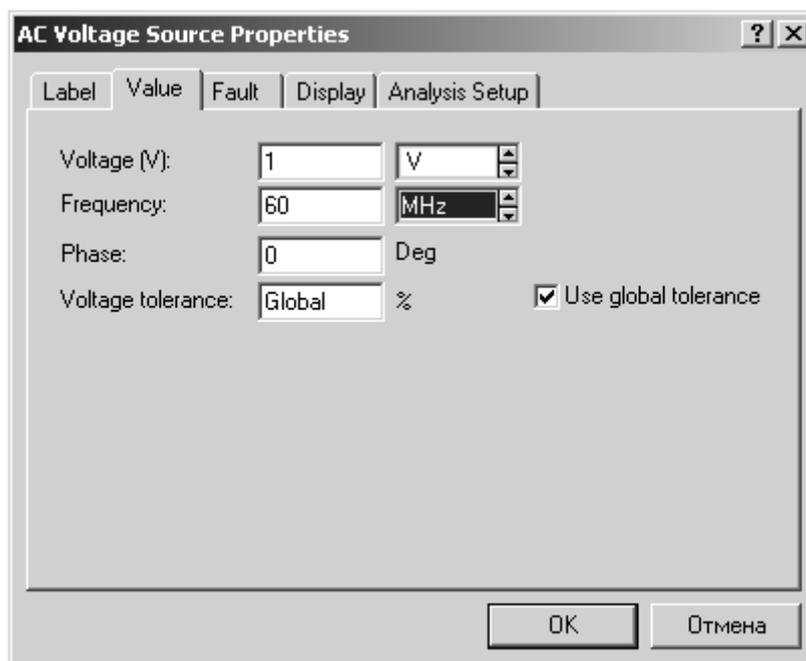 AC Voltage Source Properties ? X
Label Value Fault Display Analysis Setup
Voltage (V): 1 V
Frequency: 60 MHz
Phase: 0 Deg
Voltage tolerance: Global % Use global tolerance
OK Отмена